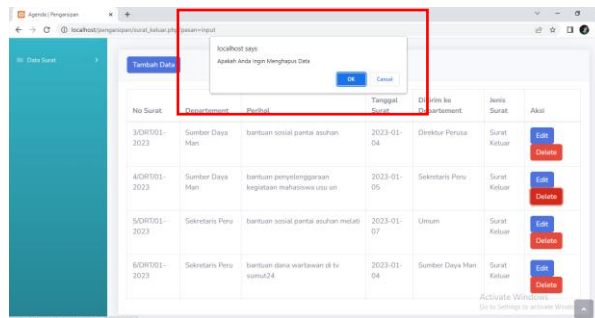 Agenda | Pengarsipan
localhost/pengarsipan/surat_keluar.php?pesan=input
localhost says
Apakah Anda Ingin Menghapus Data
OK
Cancel
Data Surat
Tambah Data
No Surat Departement Perihal Tanggal Surat Dikirim ke Departement Jenis Surat Aksi
3/DRT/01-2023 Sumber Daya Man bantuan sosial pantai asuhan 2023-01-04 Direktur Perusa Surat Keluar Edit Delete
4/DRT/01-2023 Sumber Daya Man bantuan penyelenggaraan kegiataan mahasiswa usu un 2023-01-05 Sekretaris Peru Surat Keluar Edit Delete
5/DRT/01-2023 Sekretaris Peru bantuan sosial pantai asuhan melati 2023-01-07 Umum Surat Keluar Edit Delete
6/DRT/01-2023 Sekretaris Peru bantuan dana wartawan di tv sumut24 2023-01-04 Sumber Daya Man Surat Keluar Edit Delete
Activate Windows
Go to Settings to activate Windows